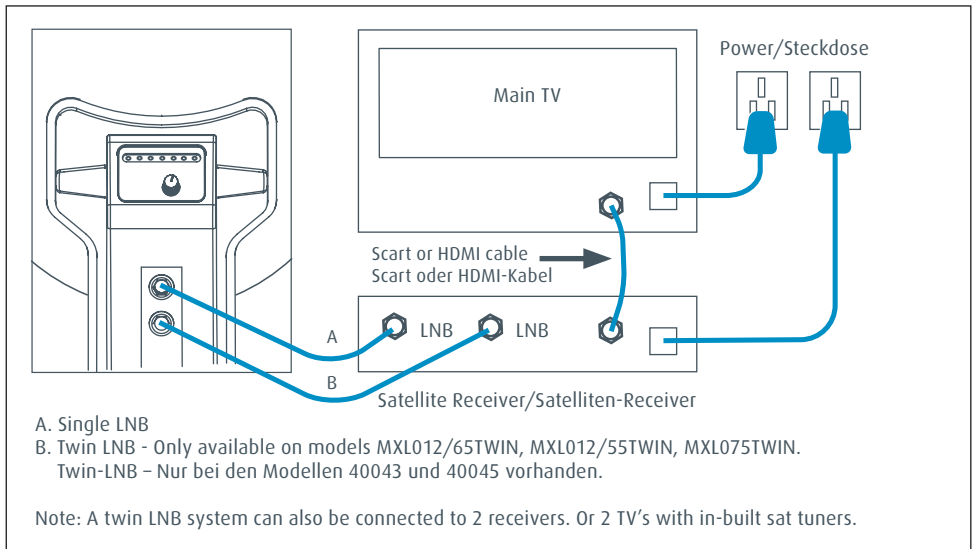 Power/Steckdose
Main TV
Scart or HDMI cable
Scart oder HDMI-Kabel
A
LNB
LNB
B
Satellite Receiver/Satelliten-Receiver
A. Single LNB
B. Twin LNB - Only available on models MXL012/65TWIN, MXL012/55TWIN, MXL075TWIN.
Twin-LNB – Nur bei den Modellen 40043 und 40045 vorhanden.
Note: A twin LNB system can also be connected to 2 receivers. Or 2 TV's with in-built sat tuners.